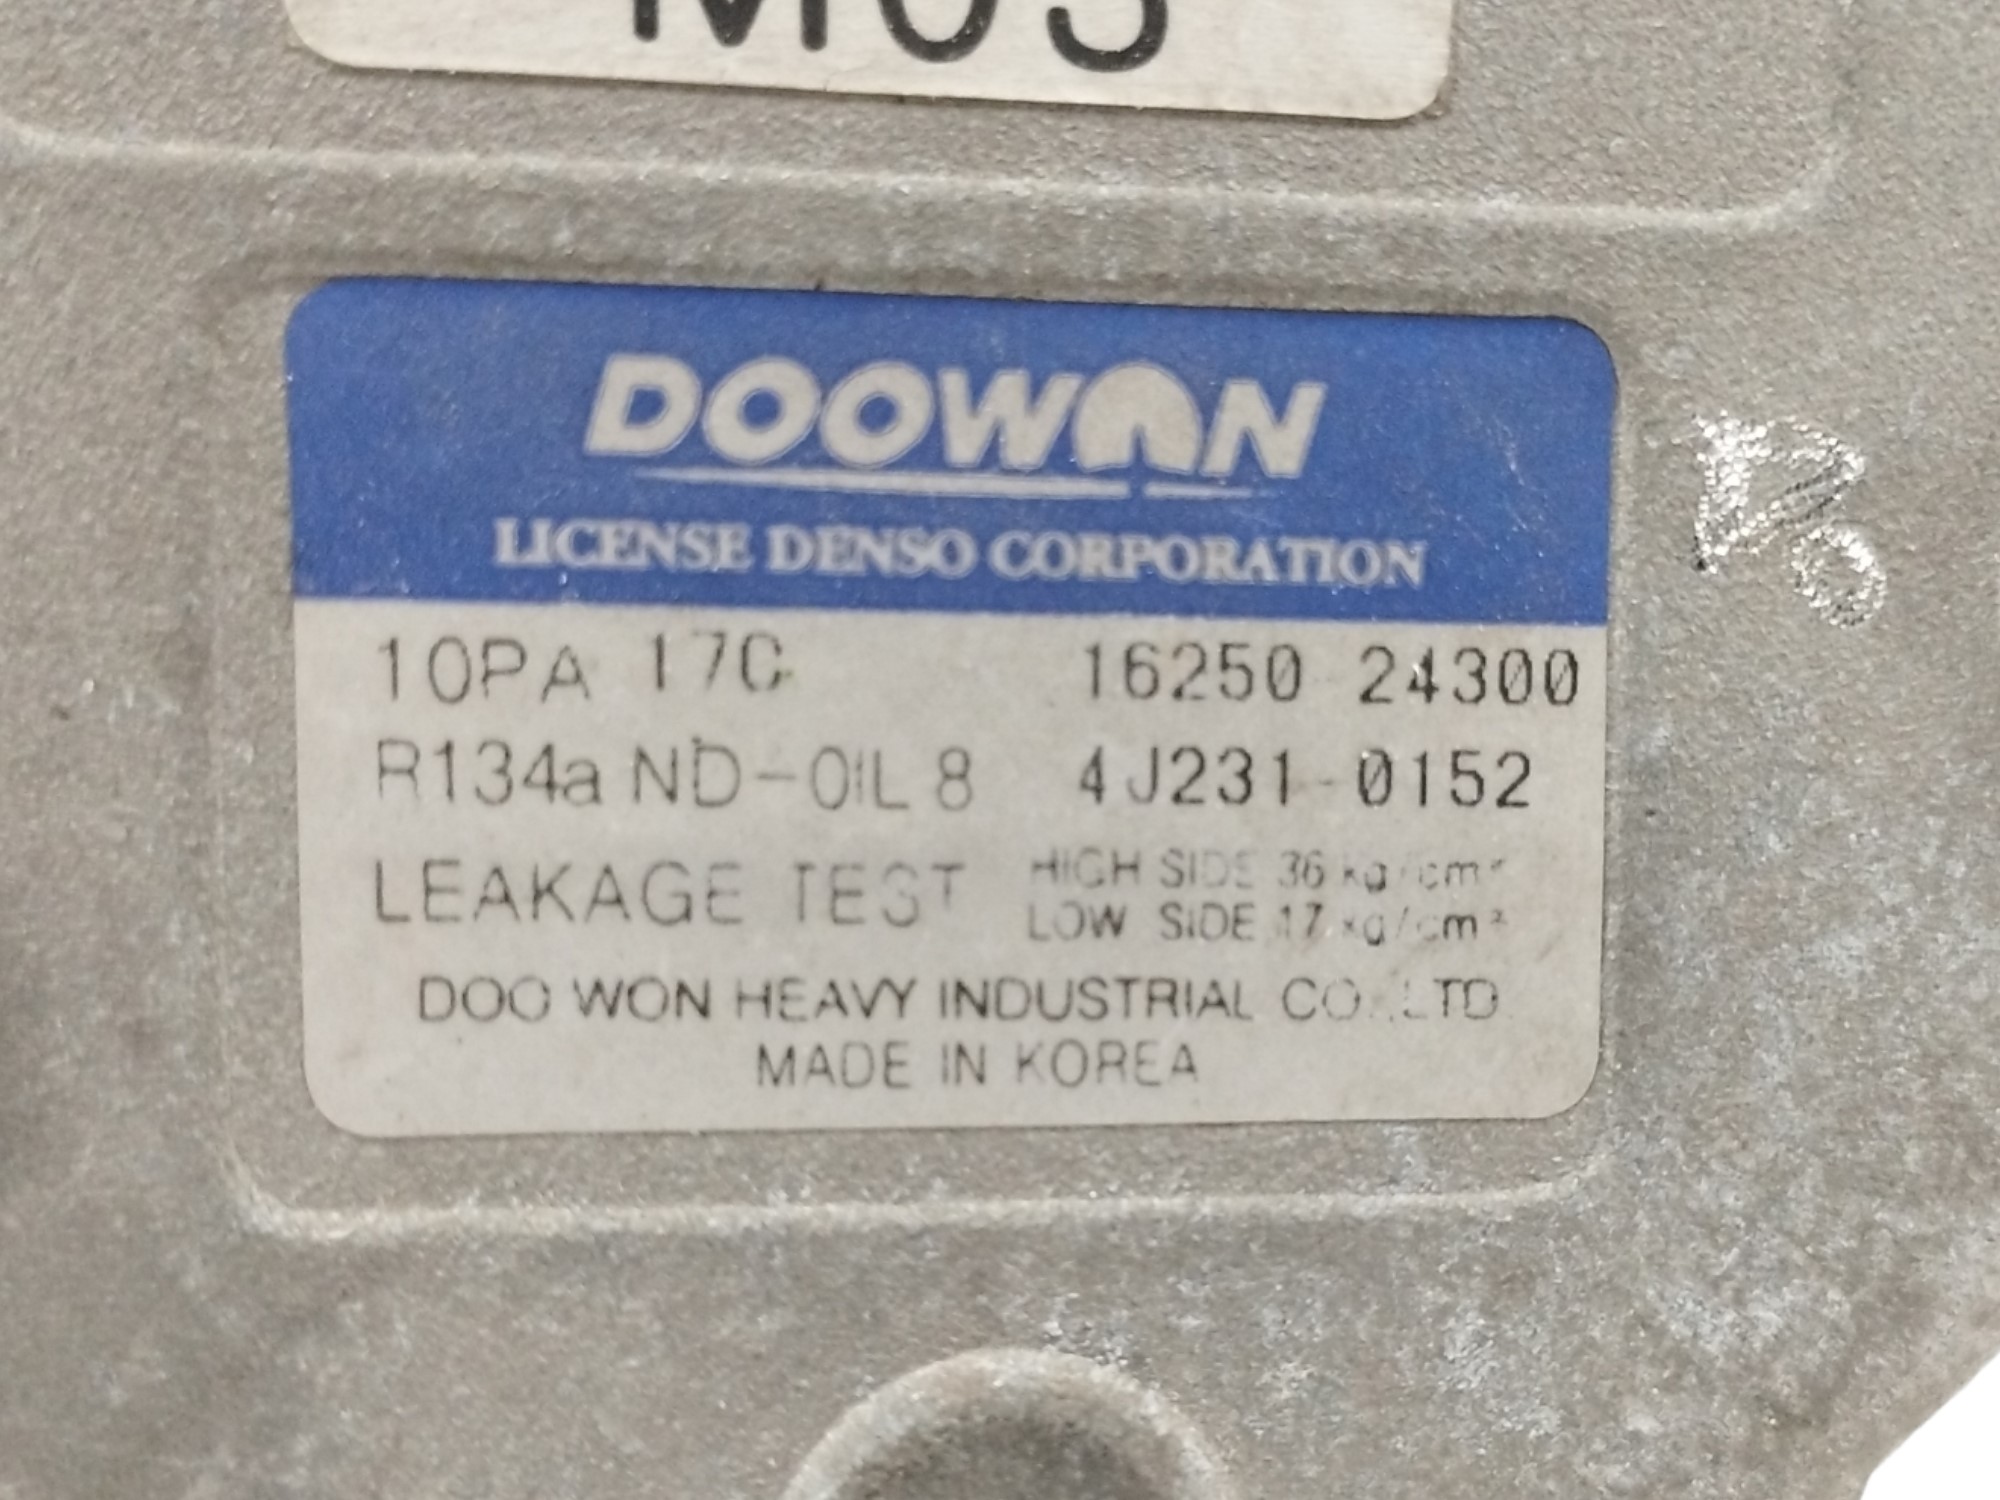 DOOWON
LICENSE DENSO CORPORATION
10PA 17C 16250 24300
R134a ND-OIL 8 4J231 0152
LEAKAGE TEST HIGH SIDE 36 kg/cm²
LOW SIDE 17 kg/cm²
DOO WON HEAVY INDUSTRIAL CO.,LTD
MADE IN KOREA